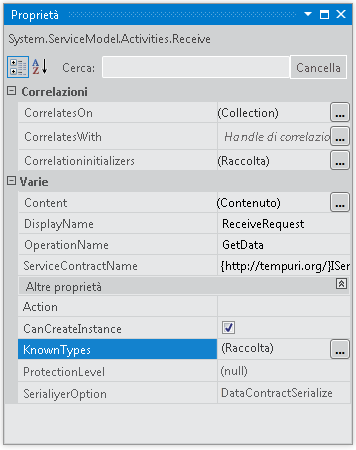 Proprietà
System.ServiceModel.Activities.Receive
Cerca: Cancella
Correlazioni
CorrelatesOn (Collection) ...
CorrelatesWith Handle di correlazio ...
Correlationinitializers (Raccolta) ...
Varie
Content (Contenuto) ...
DisplayName ReceiveRequest
OperationName GetData
ServiceContractName {http://tempuri.org/}ISer
Altre proprietà
Action
CanCreateInstance
KnownTypes (Raccolta) ...
ProtectionLevel (null)
SerialiyerOption DataContractSerialize